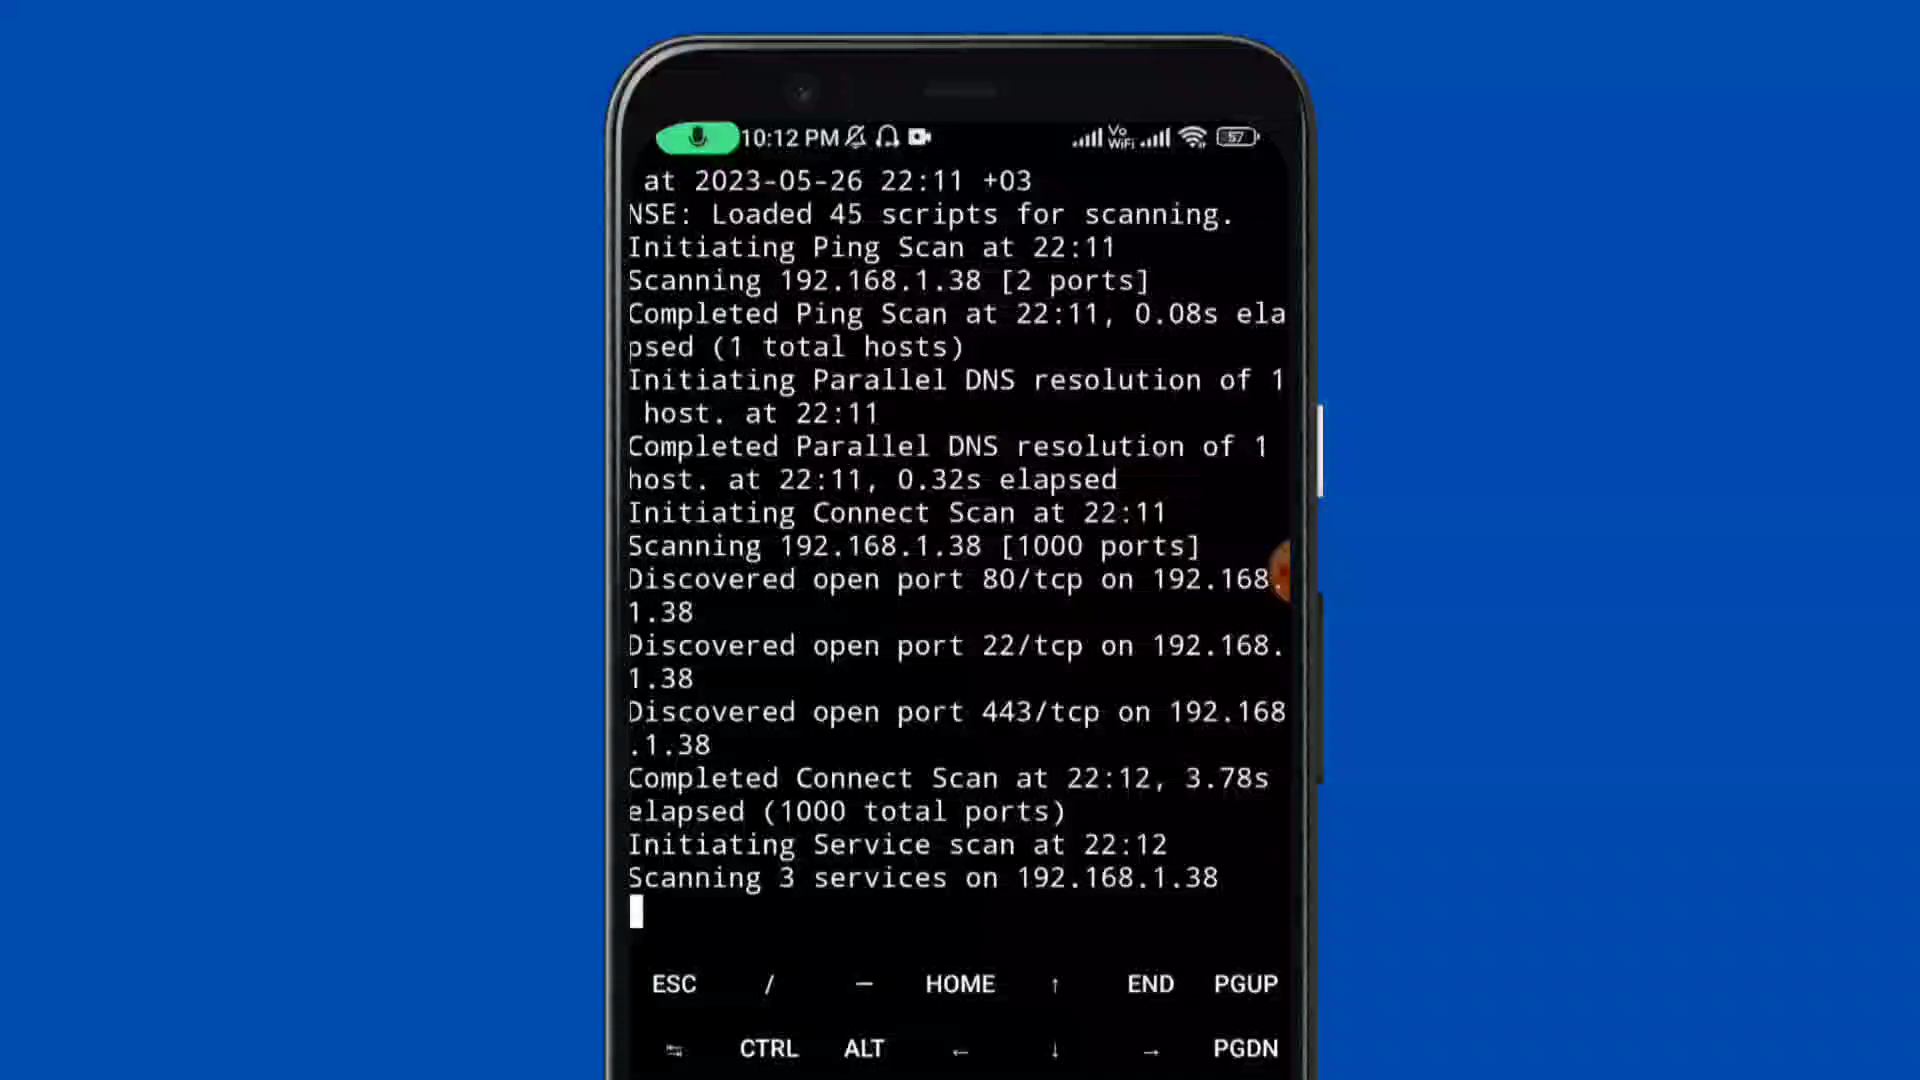 10:12 PM Vo WiFi 57
at 2023-05-26 22:11 +03
NSE: Loaded 45 scripts for scanning.
Initiating Ping Scan at 22:11
Scanning 192.168.1.38 [2 ports]
Completed Ping Scan at 22:11, 0.08s ela
psed (1 total hosts)
Initiating Parallel DNS resolution of 1
host. at 22:11
Completed Parallel DNS resolution of 1
host. at 22:11, 0.32s elapsed
Initiating Connect Scan at 22:11
Scanning 192.168.1.38 [1000 ports]
Discovered open port 80/tcp on 192.168.
1.38
Discovered open port 22/tcp on 192.168.
1.38
Discovered open port 443/tcp on 192.168
.1.38
Completed Connect Scan at 22:12, 3.78s
elapsed (1000 total ports)
Initiating Service scan at 22:12
Scanning 3 services on 192.168.1.38
ESC / — HOME ↑ END PGUP
↹ CTRL ALT ← ↓ → PGDN